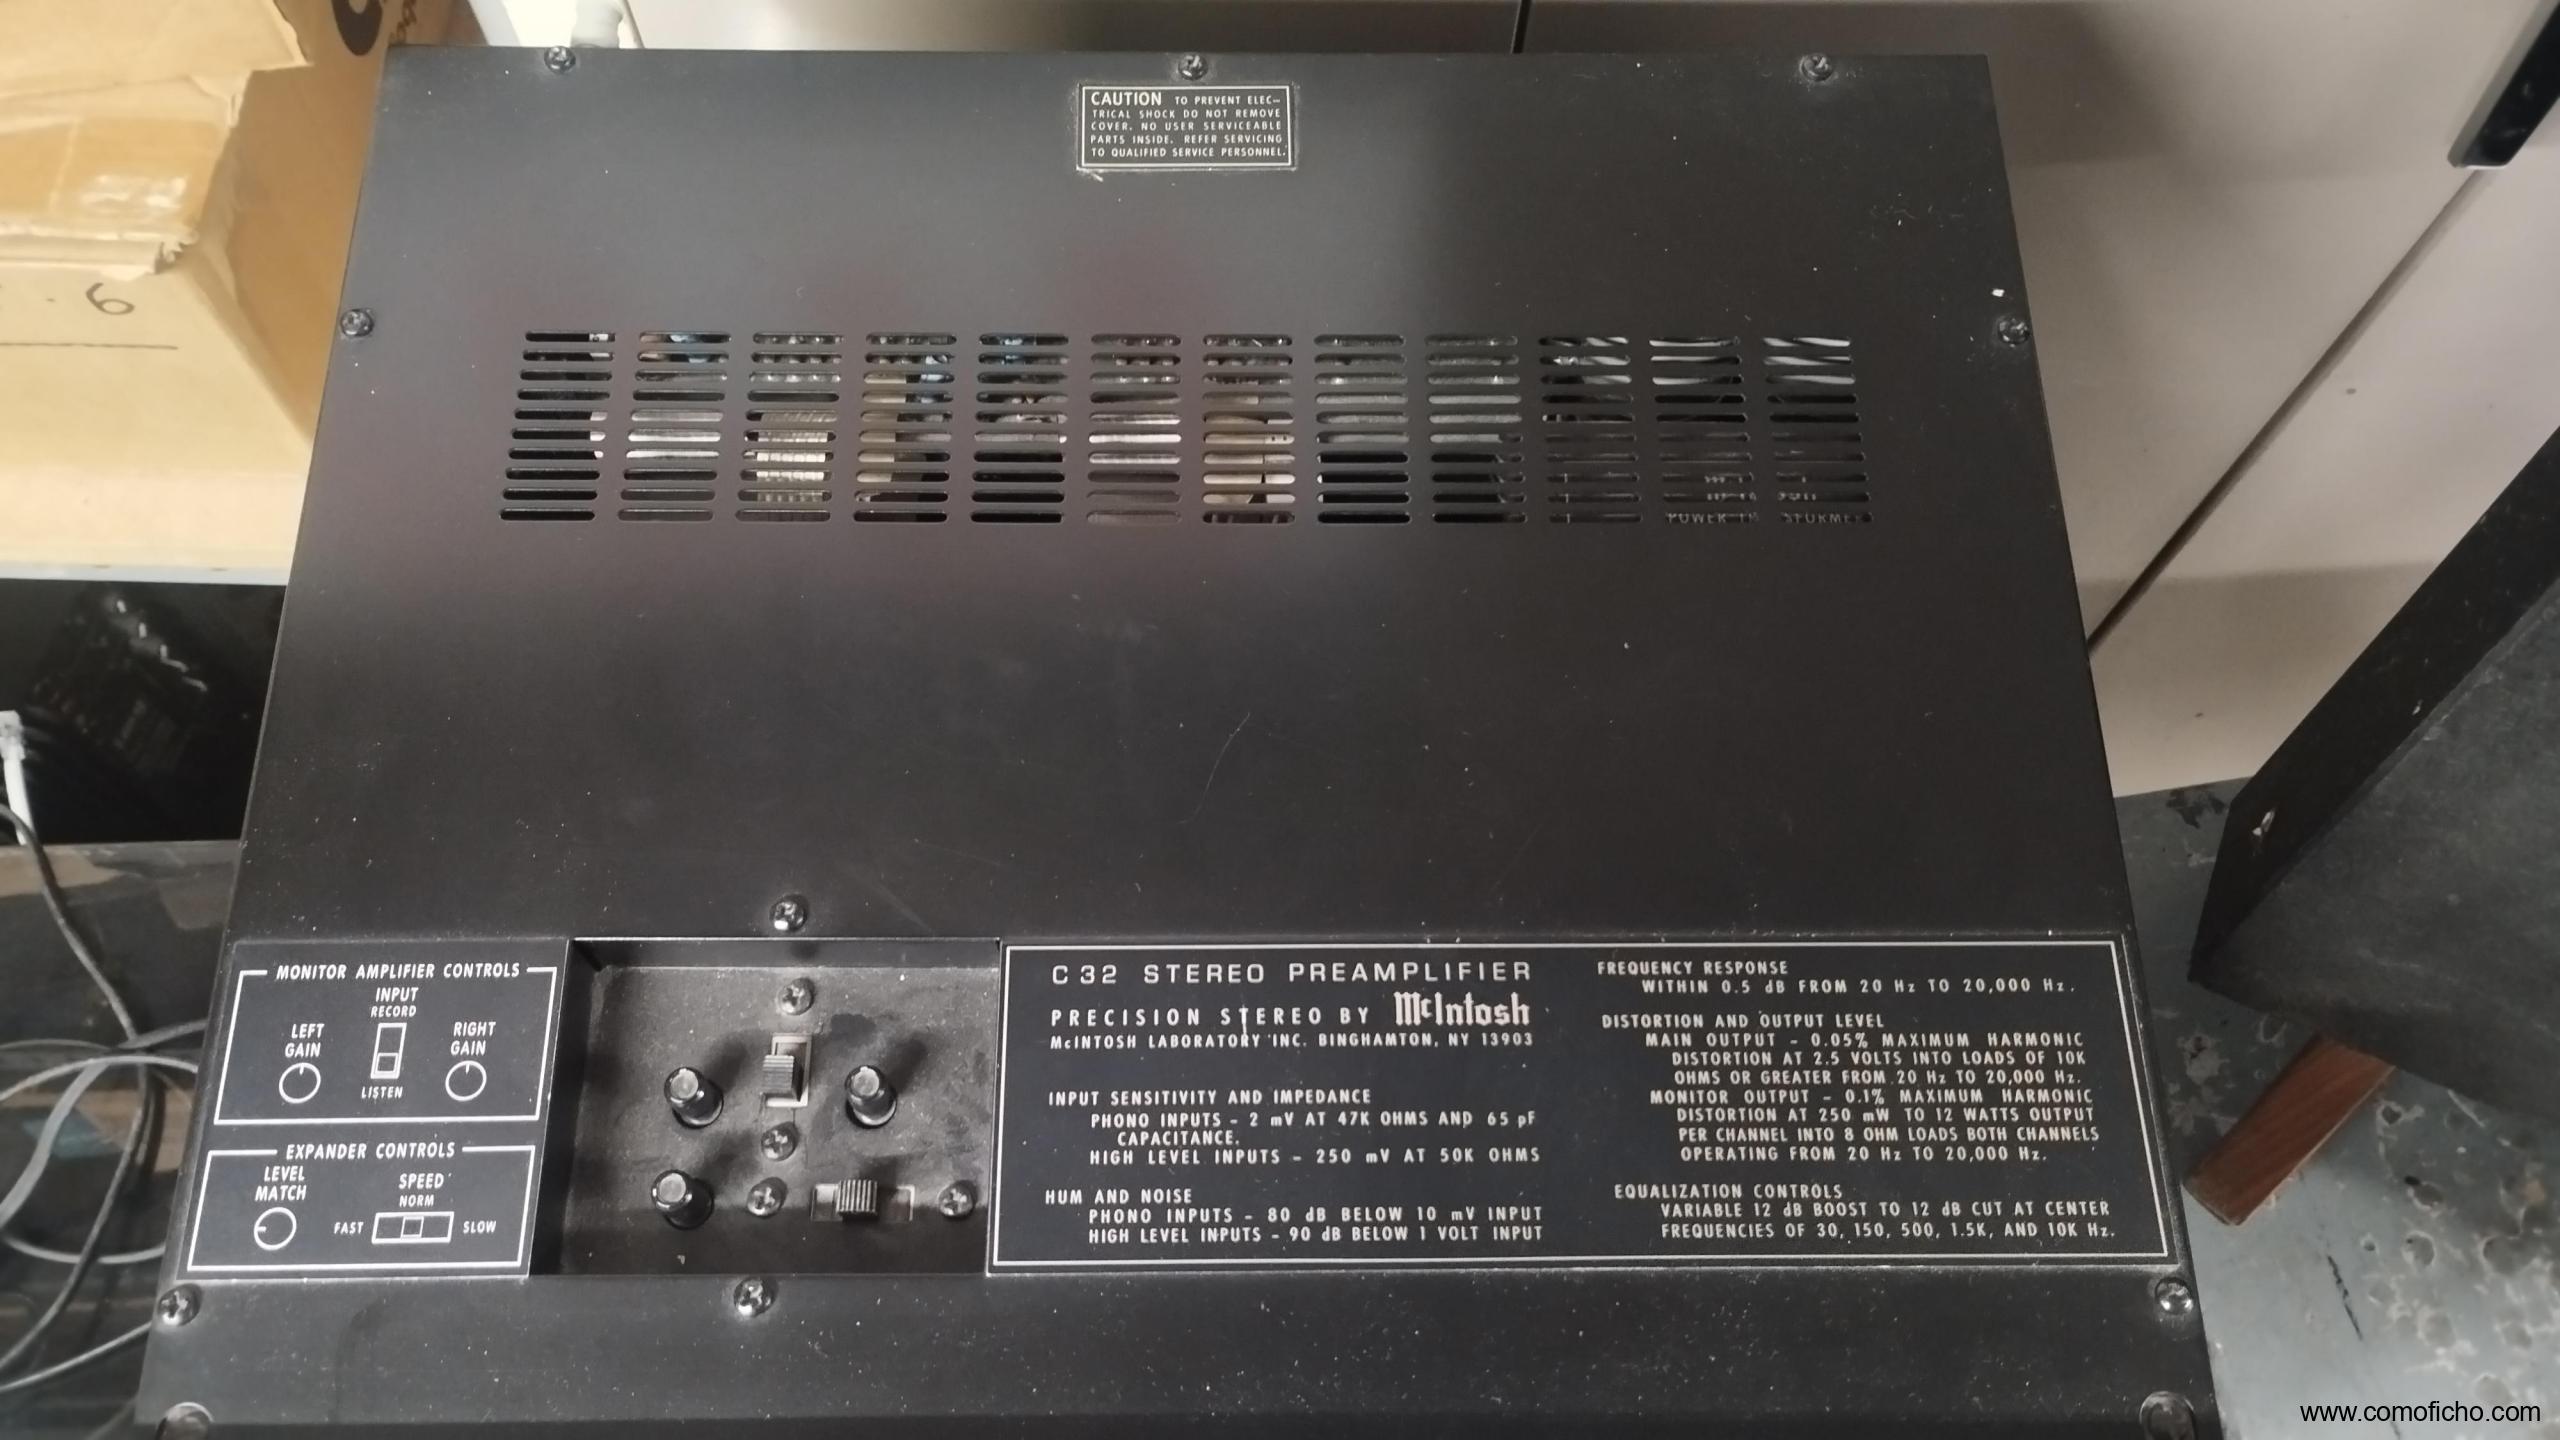 6
CAUTION TO PREVENT ELEC-
TRICAL SHOCK DO NOT REMOVE
COVER. NO USER SERVICEABLE
PARTS INSIDE. REFER SERVICING
TO QUALIFIED SERVICE PERSONNEL.
POWER
MONITOR AMPLIFIER CONTROLS
INPUT
RECORD
LEFT
GAIN
RIGHT
GAIN
LISTEN
EXPANDER CONTROLS
LEVEL
MATCH
SPEED
NORM
FAST
SLOW
C 32 STEREO PREAMPLIFIER
PRECISION STEREO BY McIntosh
McINTOSH LABORATORY INC. BINGHAMTON, NY 13903
INPUT SENSITIVITY AND IMPEDANCE
PHONO INPUTS - 2 mV AT 47K OHMS AND 65 pF
CAPACITANCE.
HIGH LEVEL INPUTS - 250 mV AT 50K OHMS
HUM AND NOISE
PHONO INPUTS - 80 dB BELOW 10 mV INPUT
HIGH LEVEL INPUTS - 90 dB BELOW 1 VOLT INPUT
FREQUENCY RESPONSE
WITHIN 0.5 dB FROM 20 Hz TO 20,000 Hz.
DISTORTION AND OUTPUT LEVEL
MAIN OUTPUT - 0.05% MAXIMUM HARMONIC
DISTORTION AT 2.5 VOLTS INTO LOADS OF 10K
OHMS OR GREATER FROM 20 Hz TO 20,000 Hz.
MONITOR OUTPUT - 0.1% MAXIMUM HARMONIC
DISTORTION AT 250 mW TO 12 WATTS OUTPUT
PER CHANNEL INTO 8 OHM LOADS BOTH CHANNELS
OPERATING FROM 20 Hz TO 20,000 Hz.
EQUALIZATION CONTROLS
VARIABLE 12 dB BOOST TO 12 dB CUT AT CENTER
FREQUENCIES OF 30, 150, 500, 1.5K, AND 10K Hz.
www.comoficho.com